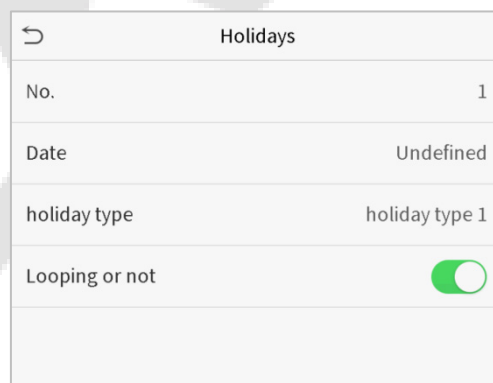 Holidays
No. 1
Date Undefined
holiday type holiday type 1
Looping or not